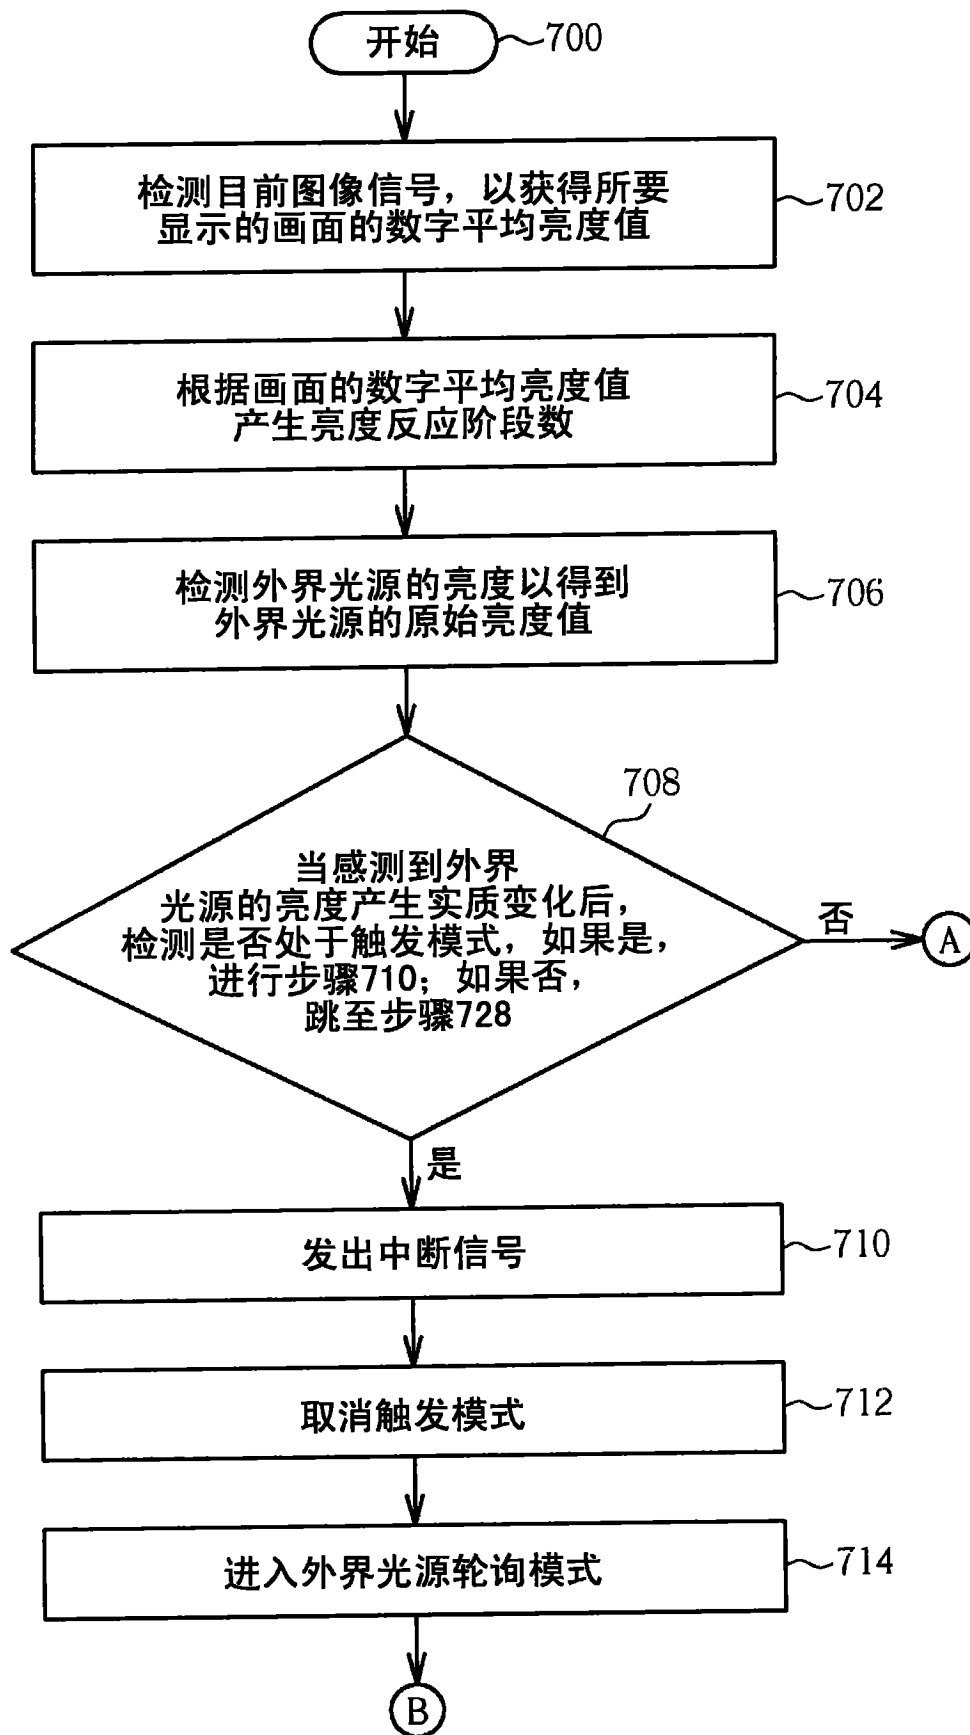 开始
700
检测目前图像信号，以获得所要
显示的画面的数字平均亮度值
702
根据画面的数字平均亮度值
产生亮度反应阶段数
704
检测外界光源的亮度以得到
外界光源的原始亮度值
706
708
当感测到外界
光源的亮度产生实质变化后，
检测是否处于触发模式，如果是，
进行步骤710；如果否，
跳至步骤728
否
A
是
发出中断信号
710
取消触发模式
712
进入外界光源轮询模式
714
B